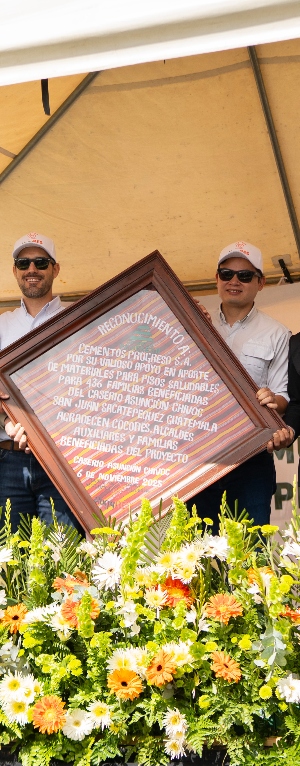 RECONOCIMIENTO A:
CEMENTOS PROGRESO S.A.
POR SU VALIOSO APOYO EN APORTE
DE MATERIALES PARA PISOS SALUDABLES
PARA 436 FAMILIAS BENEFICIADAS
DEL CASERIO ASUNCION CHIVOC
SAN JUAN SACATEPEQUEZ GUATEMALA
AGRADECEN COCODES, ALCALDES
AUXILIARES Y FAMILIAS
BENEFICIADAS DEL PROYECTO
CASERIO ASUNCION CHIVOC
6 DE NOVIEMBRE 2025